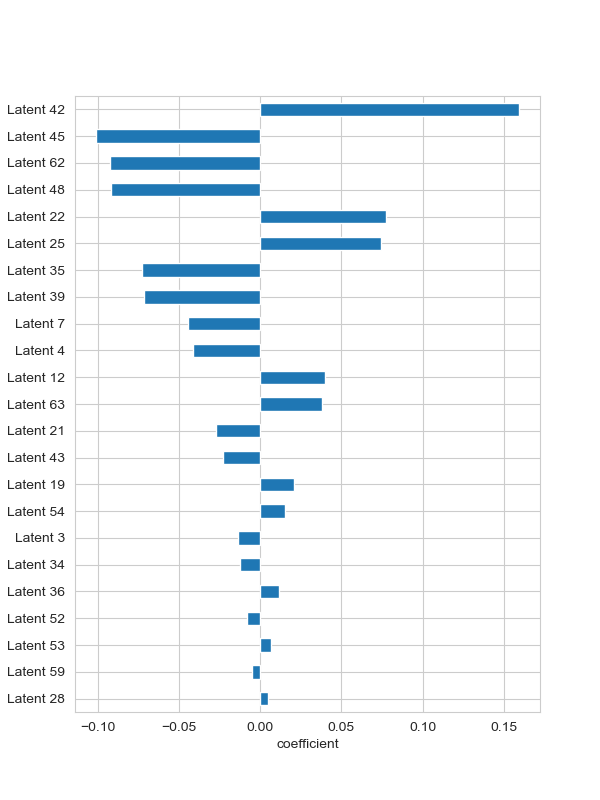 Latent 42
Latent 45
Latent 62
Latent 48
Latent 22
Latent 25
Latent 35
Latent 39
Latent 7
Latent 4
Latent 12
Latent 63
Latent 21
Latent 43
Latent 19
Latent 54
Latent 3
Latent 34
Latent 36
Latent 52
Latent 53
Latent 59
Latent 28
−0.10 −0.05 0.00 0.05 0.10 0.15
coefficient